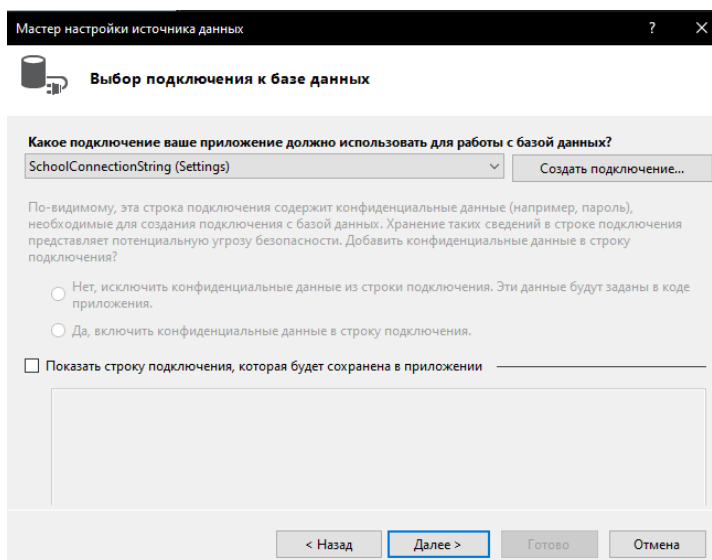 Мастер настройки источника данных ? ✕
Выбор подключения к базе данных
Какое подключение ваше приложение должно использовать для работы с базой данных?
SchoolConnectionString (Settings)
Создать подключение...
По-видимому, эта строка подключения содержит конфиденциальные данные (например, пароль),
необходимые для создания подключения с базой данных. Хранение таких сведений в строке подключения
представляет потенциальную угрозу безопасности. Добавить конфиденциальные данные в строку
подключения?
Нет, исключить конфиденциальные данные из строки подключения. Эти данные будут заданы в коде
приложения.
Да, включить конфиденциальные данные в строку подключения.
Показать строку подключения, которая будет сохранена в приложении
< Назад
Далее >
Готово
Отмена